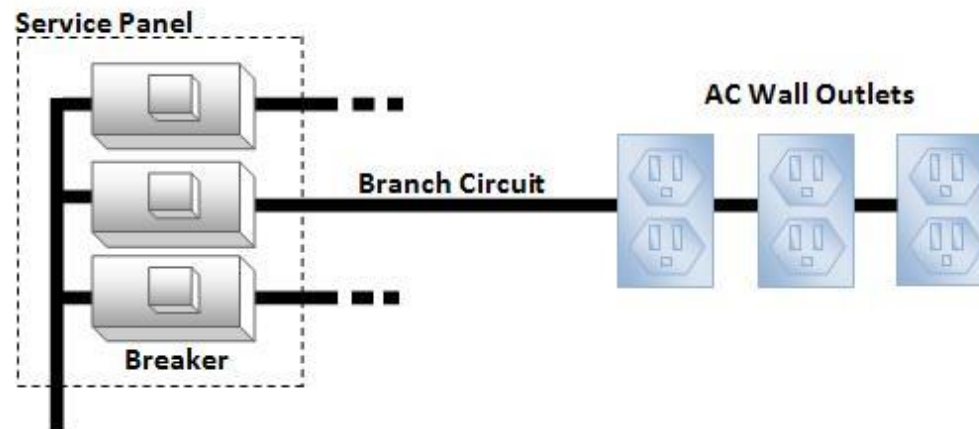 Service Panel
AC Wall Outlets
Branch Circuit
Breaker